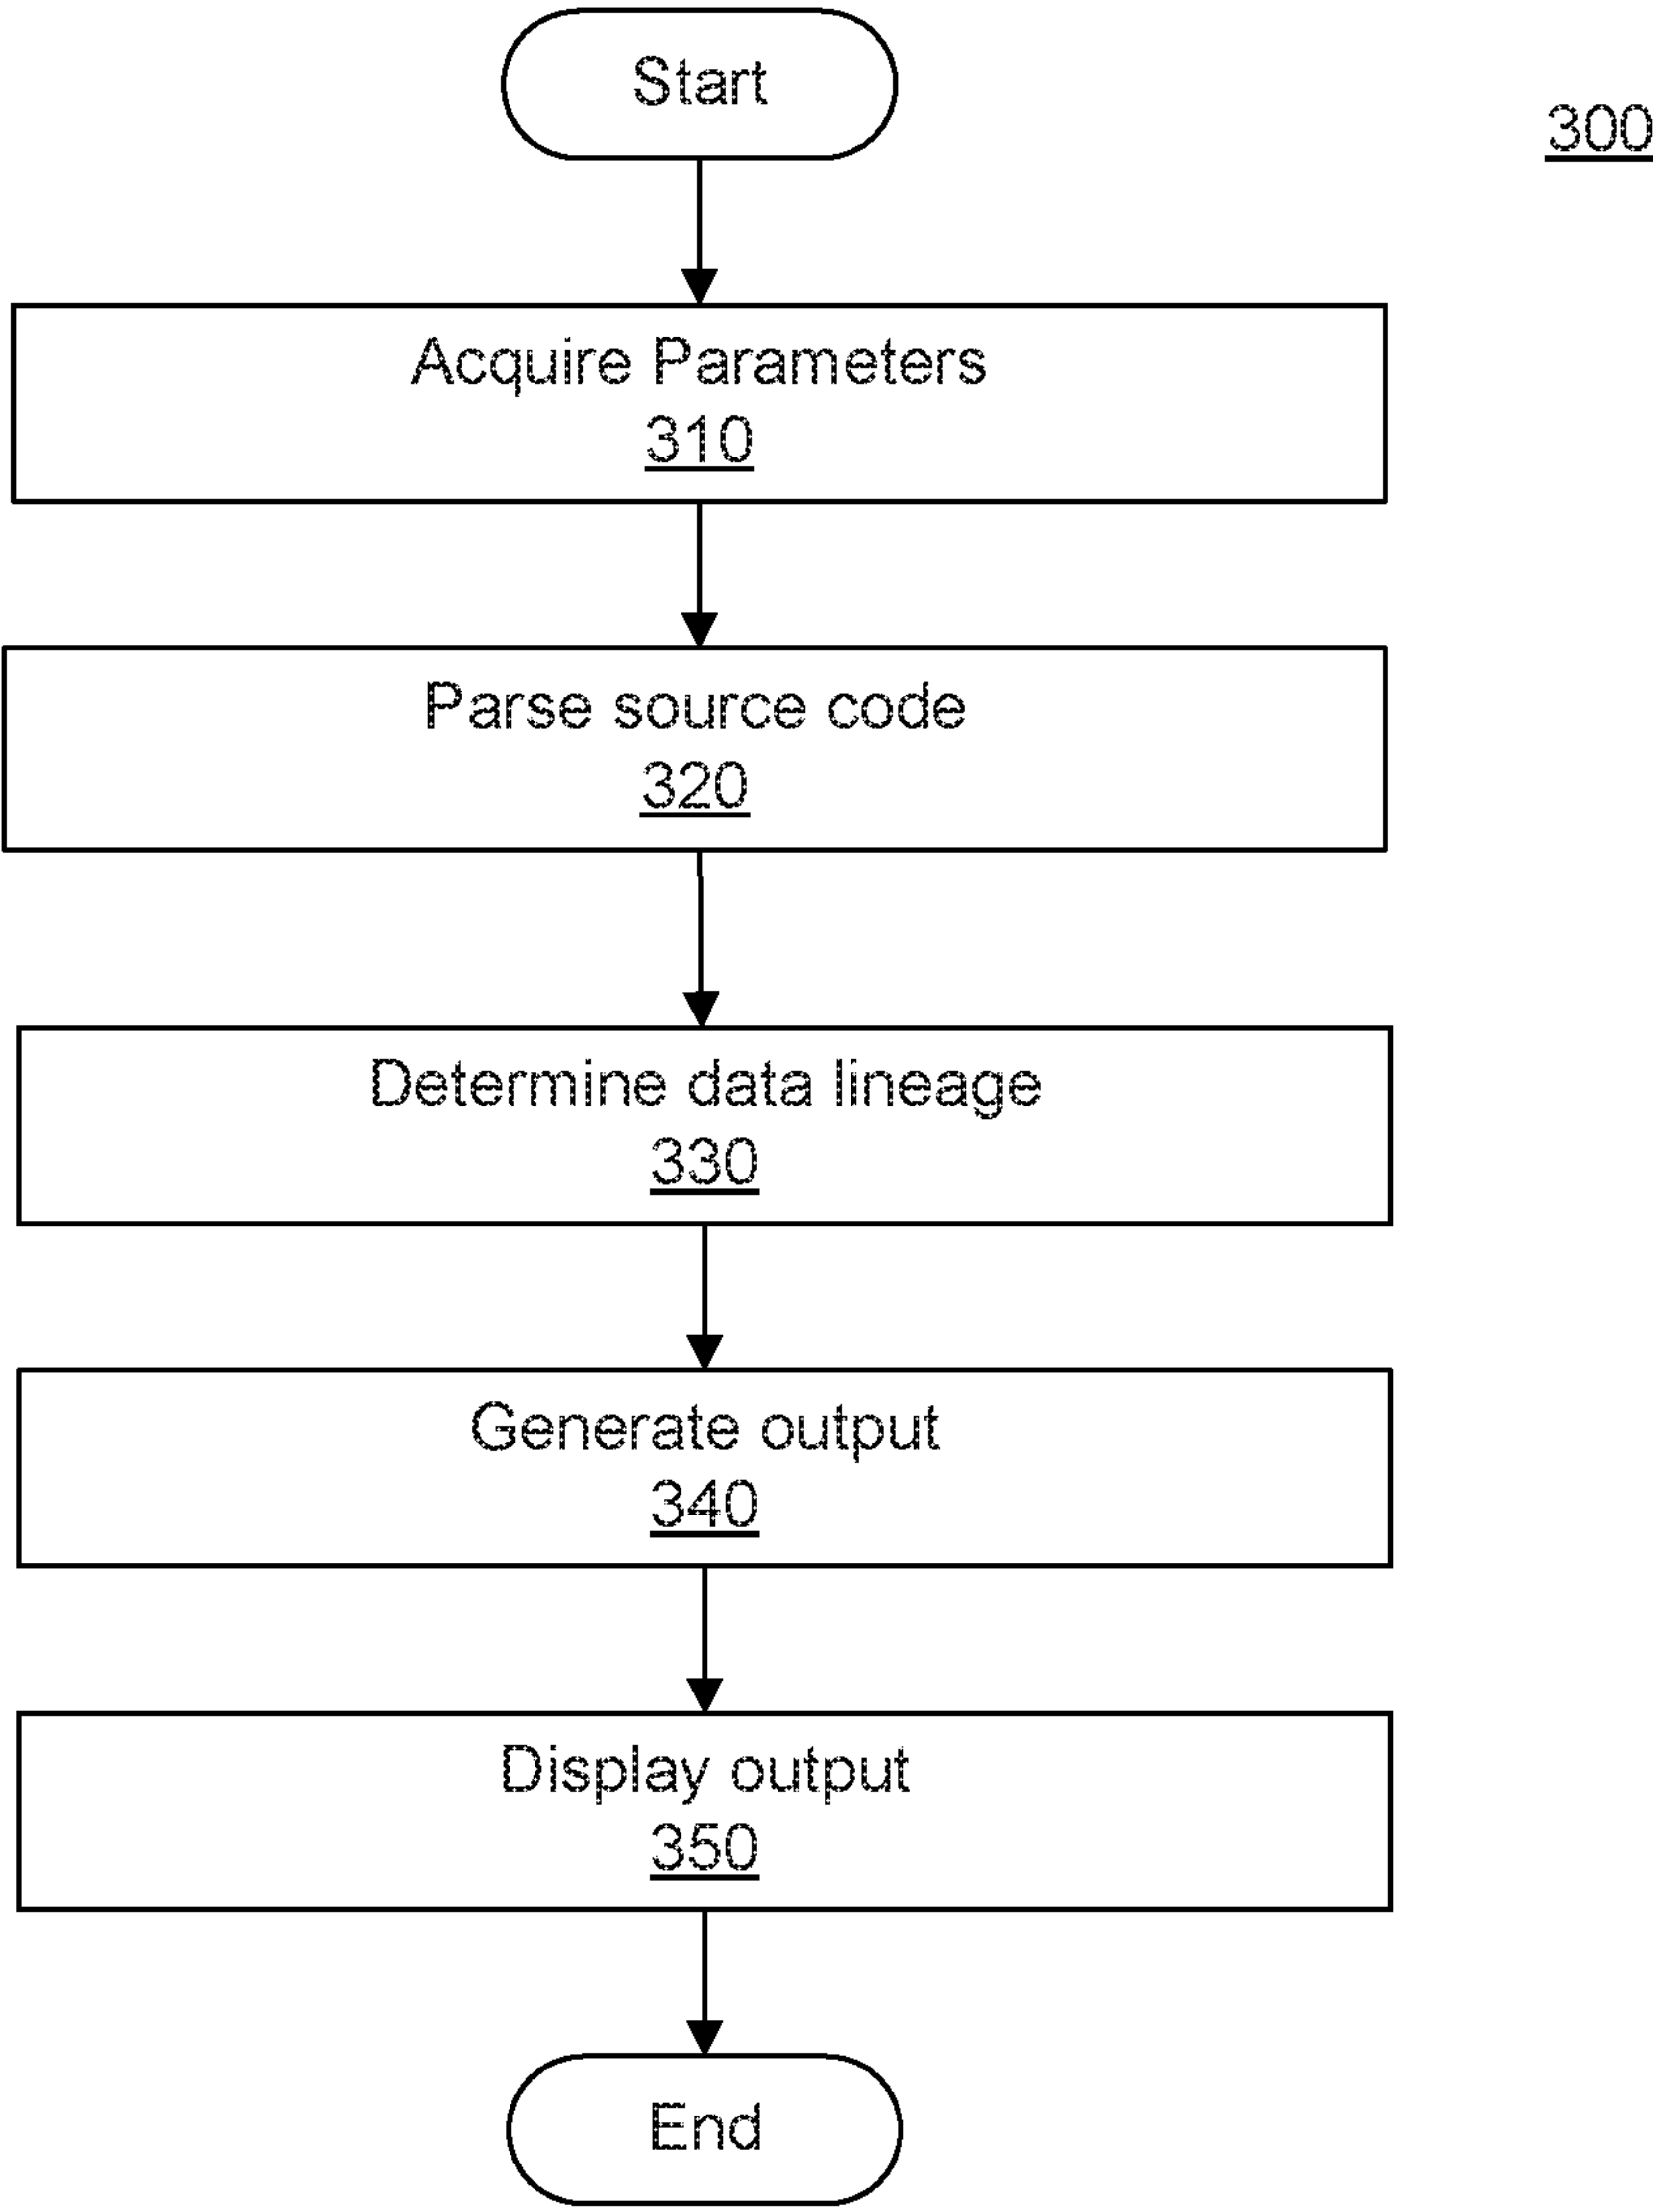 Start
300
Acquire Parameters
310
Parse source code
320
Determine data lineage
330
Generate output
340
Display output
350
End